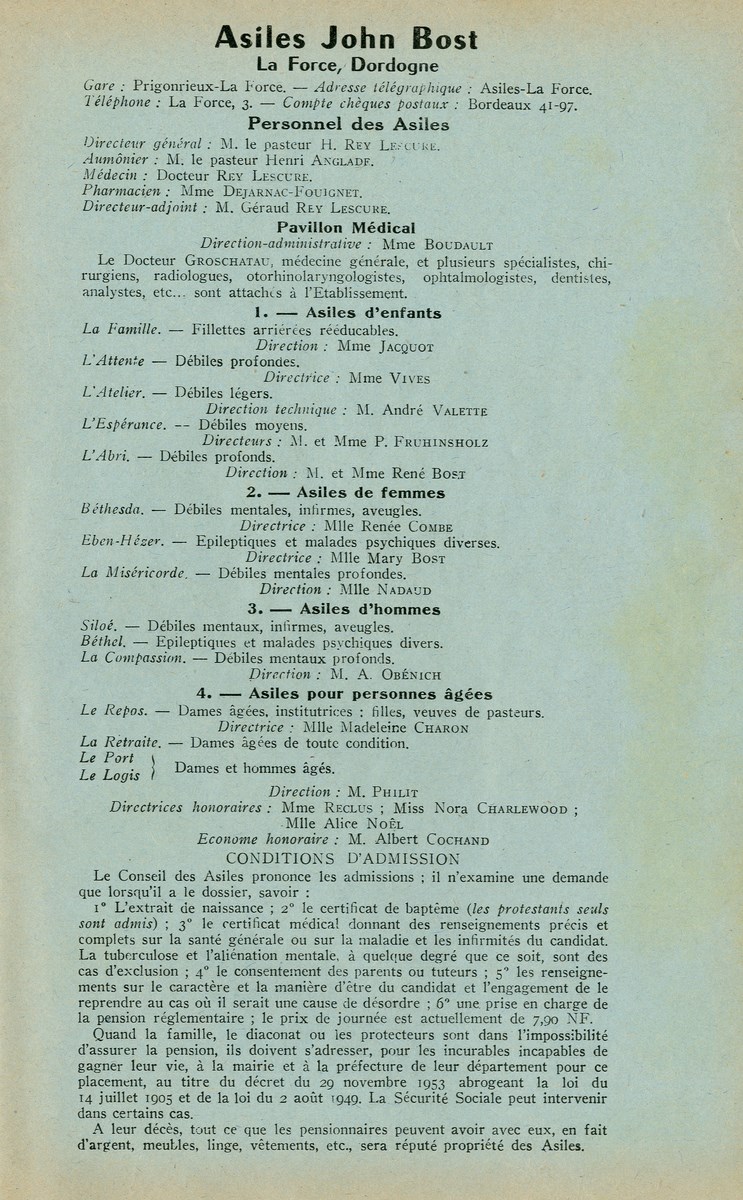 Asiles John Bost
La Force, Dordogne
Gare : Prigonrieux-La Force. — Adresse télégraphique : Asiles-La Force.
Téléphone : La Force, 3. — Compte chèques postaux : Bordeaux 41-97.
Personnel des Asiles
Directeur général : M. le pasteur H. REY LESCURE.
Aumônier : M. le pasteur Henri ANGLADE.
Médecin : Docteur REY LESCURE.
Pharmacien : Mme DEJARNAC-FOUIGNET.
Directeur-adjoint : M. Géraud REY LESCURE.
Pavillon Médical
Direction-administrative : Mme BOUDAULT
Le Docteur GROSCHATAU, médecine générale, et plusieurs spécialistes, chi-
rurgiens, radiologues, otorhinolaryngologistes, ophtalmologistes, dentistes,
analystes, etc... sont attachés à l'Etablissement.
1. — Asiles d'enfants
La Famille. — Fillettes arriérées rééducables.
Direction : Mme JACQUOT
L'Attente — Débiles profondes.
Directrice : Mme VIVES
L'Atelier. — Débiles légers.
Direction technique : M. André VALETTE
L'Espérance. -- Débiles moyens.
Directeurs : M. et Mme P. FRUHINSHOLZ
L'Abri. — Débiles profonds.
Direction : M. et Mme René BOST
2. — Asiles de femmes
Béthesda. — Débiles mentales, infirmes, aveugles.
Directrice : Mlle Renée COMBE
Eben-Hézer. — Epileptiques et malades psychiques diverses.
Directrice : Mlle Mary BOST
La Miséricorde. — Débiles mentales profondes.
Direction : Mlle NADAUD
3. — Asiles d'hommes
Siloé. — Débiles mentaux, infirmes, aveugles.
Béthel. — Epileptiques et malades psychiques divers.
La Compassion. — Débiles mentaux profonds.
Direction : M. A. OBÉNICH
4. — Asiles pour personnes âgées
Le Repos. — Dames âgées, institutrices ; filles, veuves de pasteurs.
Directrice : Mlle Madeleine CHARON
La Retraite. — Dames âgées de toute condition.
Le Port
Le Logis } Dames et hommes âgés.
Direction : M. PHILIT
Directrices honoraires : Mme RECLUS ; Miss Nora CHARLEWOOD ;
Mlle Alice NOËL
Econome honoraire : M. Albert COCHAND
CONDITIONS D'ADMISSION
Le Conseil des Asiles prononce les admissions ; il n'examine une demande
que lorsqu'il a le dossier, savoir :
1° L'extrait de naissance ; 2° le certificat de baptême (les protestants seuls
sont admis) ; 3° le certificat médical donnant des renseignements précis et
complets sur la santé générale ou sur la maladie et les infirmités du candidat.
La tuberculose et l'aliénation mentale, à quelque degré que ce soit, sont des
cas d'exclusion ; 4° le consentement des parents ou tuteurs ; 5° les renseigne-
ments sur le caractère et la manière d'être du candidat et l'engagement de le
reprendre au cas où il serait une cause de désordre ; 6° une prise en charge de
la pension réglementaire ; le prix de journée est actuellement de 7,90 NF.
Quand la famille, le diaconat ou les protecteurs sont dans l'impossibilité
d'assurer la pension, ils doivent s'adresser, pour les incurables incapables de
gagner leur vie, à la mairie et à la préfecture de leur département pour ce
placement, au titre du décret du 29 novembre 1953 abrogeant la loi du
14 juillet 1905 et de la loi du 2 août 1949. La Sécurité Sociale peut intervenir
dans certains cas.
A leur décès, tout ce que les pensionnaires peuvent avoir avec eux, en fait
d'argent, meubles, linge, vêtements, etc., sera réputé propriété des Asiles.